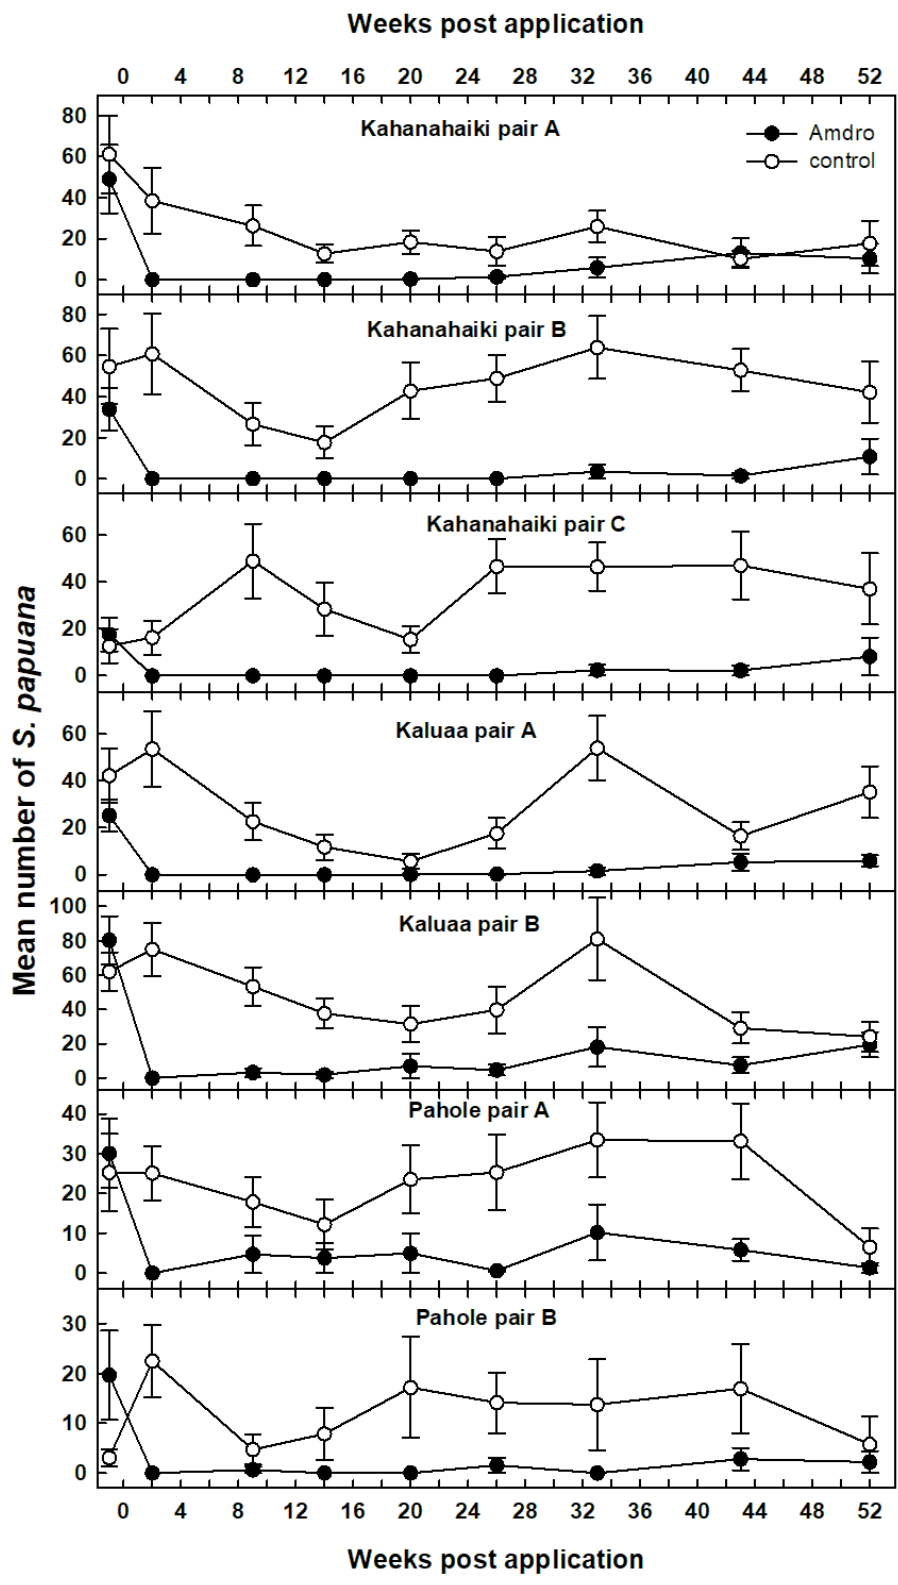 Weeks post application
0 4 8 12 16 20 24 28 32 36 40 44 48 52
Kahanahaiki pair A
Amdro
control
80
60
40
20
0
Kahanahaiki pair B
80
60
40
20
0
Kahanahaiki pair C
60
40
20
0
Mean number of S. papuana
Kaluaa pair A
60
40
20
0
Kaluaa pair B
100
80
60
40
20
0
Pahole pair A
40
30
20
10
0
Pahole pair B
30
20
10
0
0 4 8 12 16 20 24 28 32 36 40 44 48 52
Weeks post application